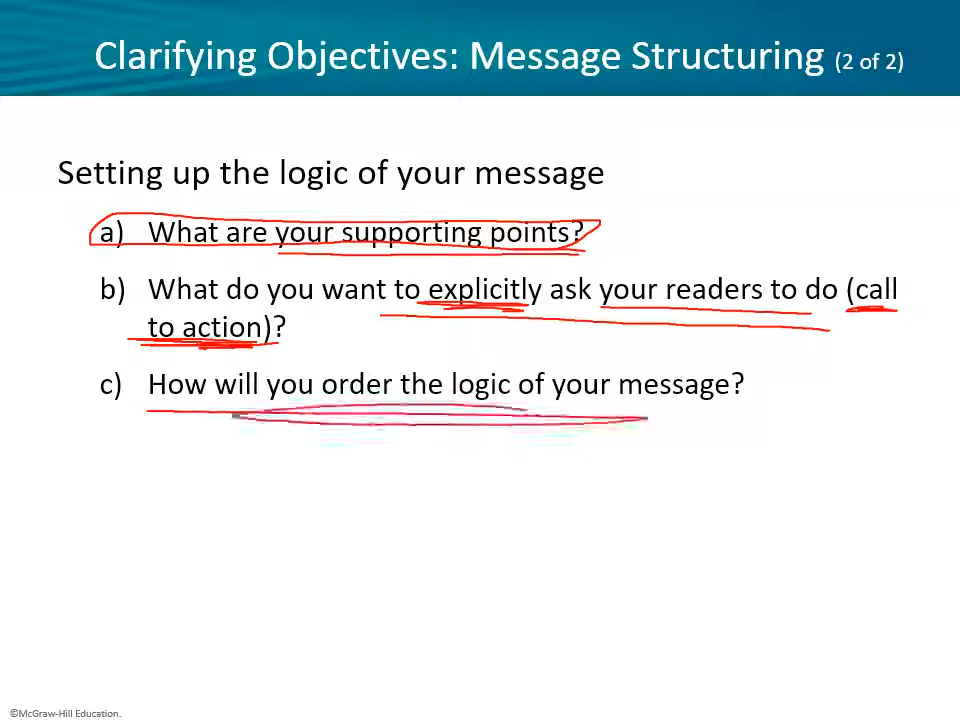 Clarifying Objectives: Message Structuring (2 of 2)
Setting up the logic of your message
a) What are your supporting points?
b) What do you want to explicitly ask your readers to do (call
to action)?
c) How will you order the logic of your message?
©McGraw-Hill Education.